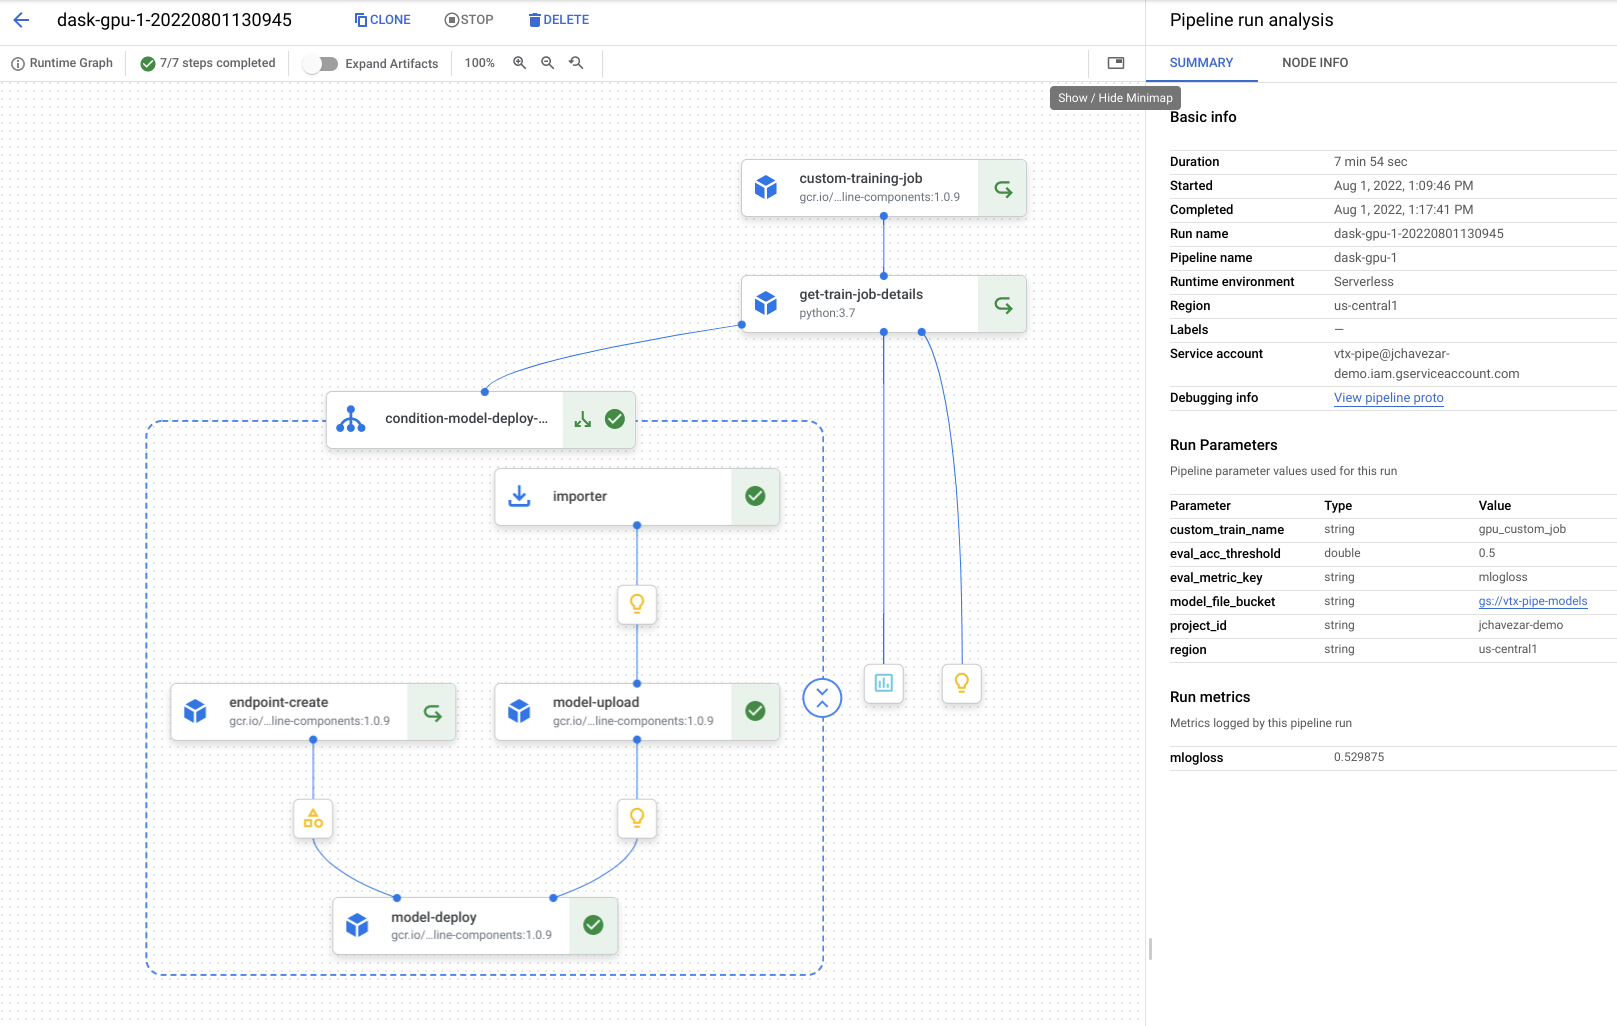 dask-gpu-1-20220801130945
CLONE
STOP
DELETE
Runtime Graph
7/7 steps completed
Expand Artifacts
100%
Show / Hide Minimap
custom-training-job
gcr.io/...line-components:1.0.9
get-train-job-details
python:3.7
condition-model-deploy-...
importer
endpoint-create
gcr.io/...line-components:1.0.9
model-upload
gcr.io/...line-components:1.0.9
model-deploy
gcr.io/...line-components:1.0.9
Pipeline run analysis
SUMMARY NODE INFO
Basic info
Duration 7 min 54 sec
Started Aug 1, 2022, 1:09:46 PM
Completed Aug 1, 2022, 1:17:41 PM
Run name dask-gpu-1-20220801130945
Pipeline name dask-gpu-1
Runtime environment Serverless
Region us-central1
Labels —
Service account vtx-pipe@jchavezar-
demo.iam.gserviceaccount.com
Debugging info View pipeline proto
Run Parameters
Pipeline parameter values used for this run
Parameter Type Value
custom_train_name string gpu_custom_job
eval_acc_threshold double 0.5
eval_metric_key string mlogloss
model_file_bucket string gs://vtx-pipe-models
project_id string jchavezar-demo
region string us-central1
Run metrics
Metrics logged by this pipeline run
mlogloss 0.529875